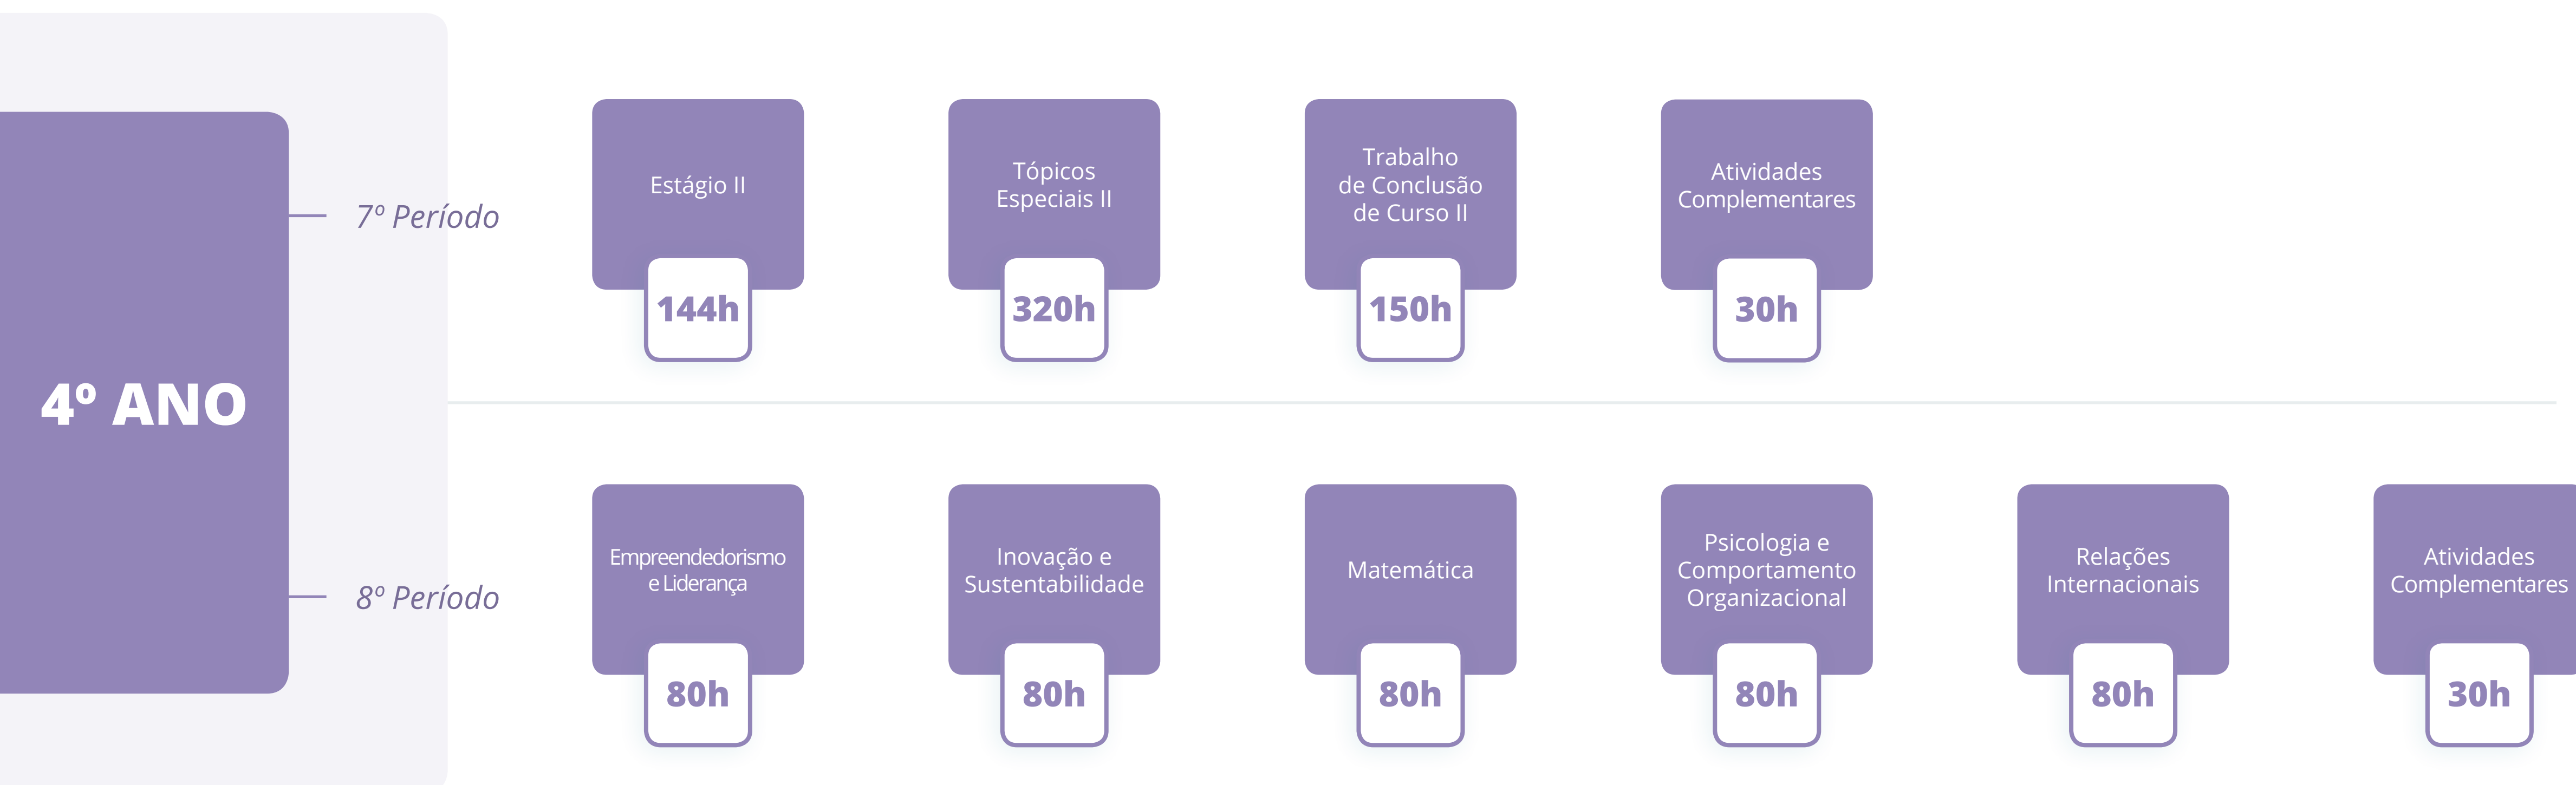 4º ANO
7º Período
Estágio II
144h
Tópicos
Especiais II
320h
Trabalho
de Conclusão
de Curso II
150h
Atividades
Complementares
30h
8º Período
Empreendedorismo
e Liderança
80h
Inovação e
Sustentabilidade
80h
Matemática
80h
Psicologia e
Comportamento
Organizacional
80h
Relações
Internacionais
80h
Atividades
Complementares
30h